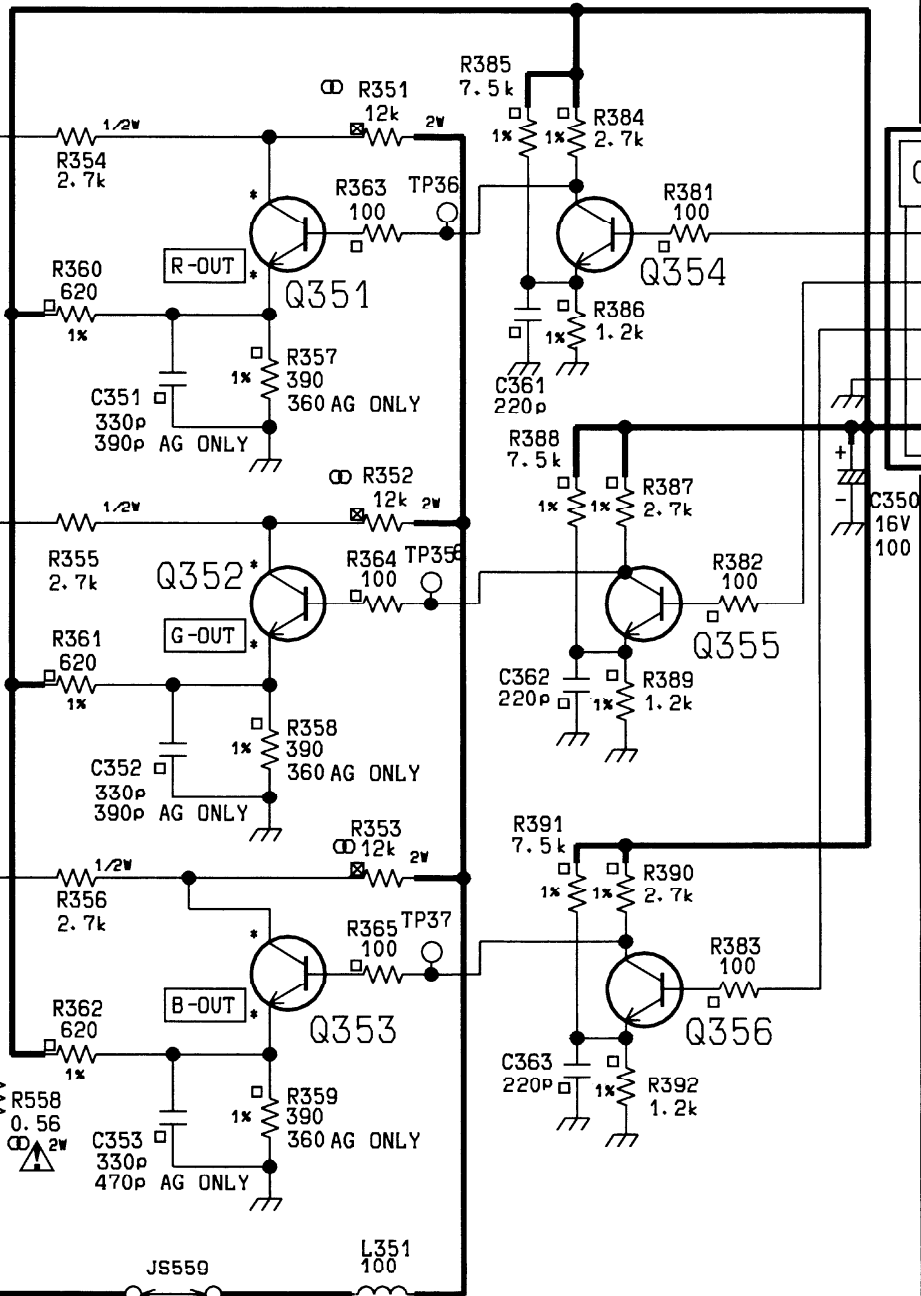 R385
7.5k
R351
12k
2W
1%
1%
R384
2.7k
1/2W
R354
2.7k
*
R363
100
TP36
R381
100
R-OUT
*
Q351
Q354
R360
620
1%
R386
1.2k
1%
R357
390
360 AG ONLY
1%
C351
330p
390p AG ONLY
C361
220p
R388
7.5k
R352
12k
2W
1%
1%
R387
2.7k
+
-
C350
16V
100
1/2W
R355
2.7k
Q352
*
R364
100
TP35
R382
100
G-OUT
*
Q355
R361
620
1%
C362
220p
R389
1.2k
1%
R358
390
360 AG ONLY
1%
C352
330p
390p AG ONLY
R391
7.5k
R353
12k
2W
1%
1%
R390
2.7k
1/2W
R356
2.7k
*
R365
100
TP37
R383
100
B-OUT
*
Q353
Q356
R362
620
1%
C363
220p
R392
1.2k
1%
R558
0.56
2W
R359
390
360 AG ONLY
1%
C353
330p
470p AG ONLY
JS559
L351
100